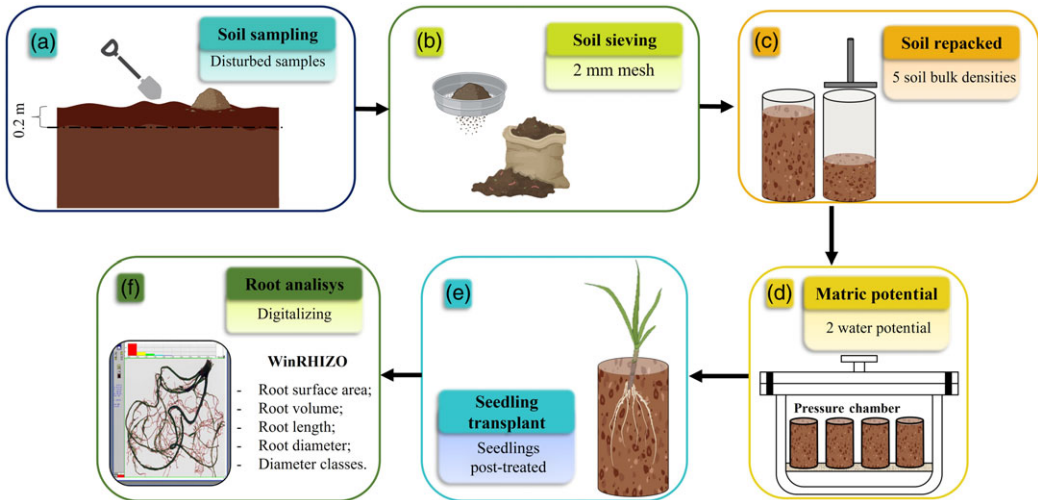 (a)
Soil sampling
Disturbed samples
0.2 m
(b)
Soil sieving
2 mm mesh
(c)
Soil repacked
5 soil bulk densities
(d)
Matric potential
2 water potential
Pressure chamber
(e)
Seedling
transplant
Seedlings
post-treated
(f)
Root analisys
Digitalizing
WinRHIZO
- Root surface area;
- Root volume;
- Root length;
- Root diameter;
- Diameter classes.